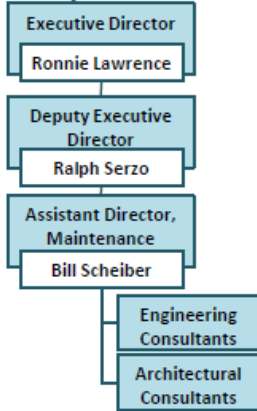 Executive Director
Ronnie Lawrence
Deputy Executive
Director
Ralph Serzo
Assistant Director,
Maintenance
Bill Scheiber
Engineering
Consultants
Architectural
Consultants